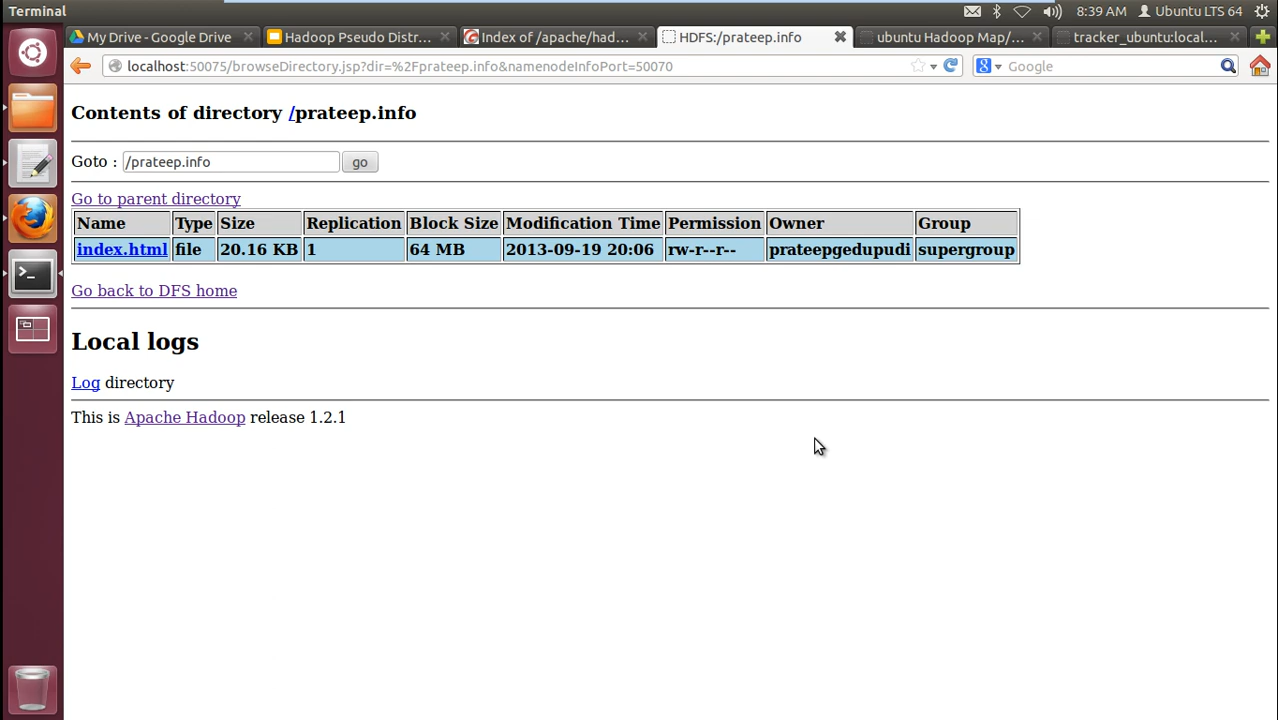 Terminal
8:39 AM Ubuntu LTS 64
My Drive - Google Drive
Hadoop Pseudo Distr...
Index of /apache/had...
HDFS:/prateep.info
ubuntu Hadoop Map/...
tracker_ubuntu:local...
localhost:50075/browseDirectory.jsp?dir=%2Fprateep.info&namenodeInfoPort=50070
8 Google
Contents of directory /prateep.info
Goto : /prateep.info go
Go to parent directory
Name Type Size Replication Block Size Modification Time Permission Owner Group
index.html file 20.16 KB 1 64 MB 2013-09-19 20:06 rw-r--r-- prateepgedupudi supergroup
Go back to DFS home
Local logs
Log directory
This is Apache Hadoop release 1.2.1